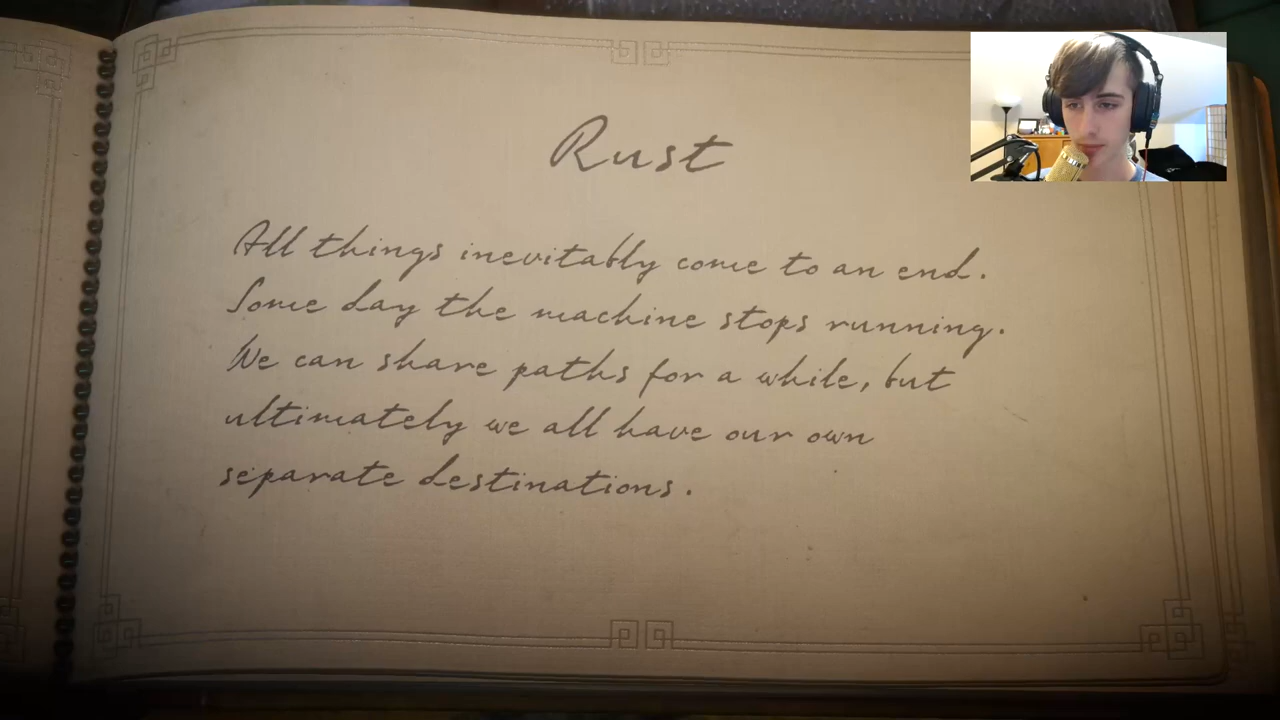 Rust
All things inevitably come to an end.
Some day the machine stops running.
We can share paths for a while, but
ultimately we all have our own
separate destinations.